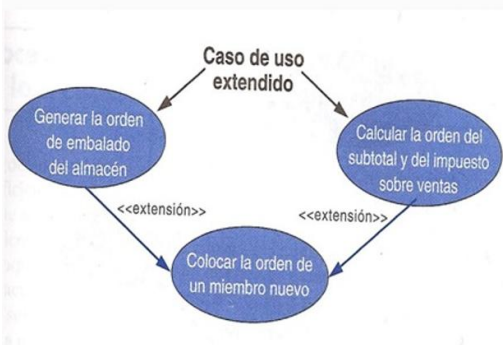 Caso de uso
extendido
Generar la orden
de embalado
del almacén
Calcular la orden del
subtotal y del impuesto
sobre ventas
<<extensión>>
<<extensión>>
Colocar la orden de
un miembro nuevo